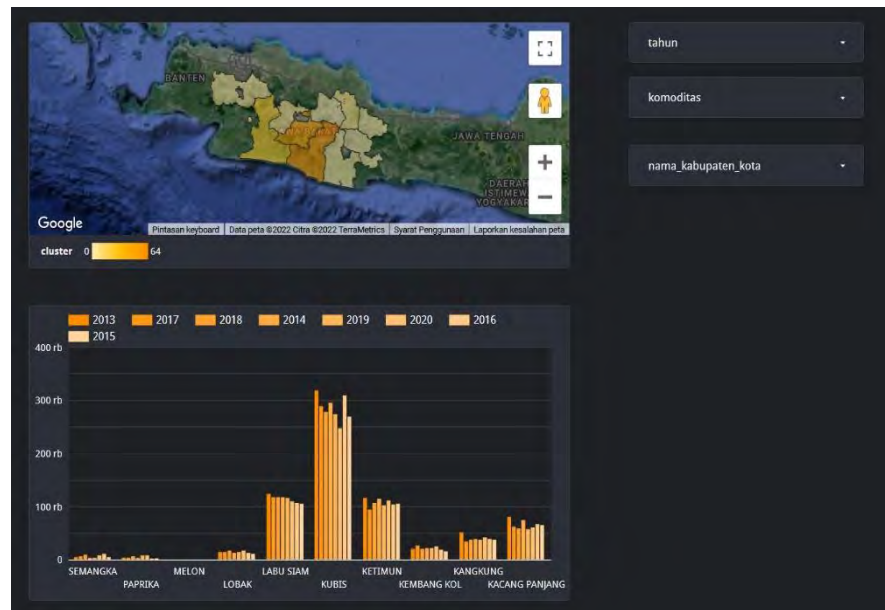 BANTEN
JAWA TENGAH
DAERAH
ISTIMEW
YOGYAKAR
Google
Pintasan keyboard
Data peta ©2022 Citra ©2022 TerraMetrics
Syarat Penggunaan
Laporkan kesalahan peta
cluster 0 64
tahun
komoditas
nama_kabupaten_kota
2013 2017 2018 2014 2019 2020 2016
2015
400 rb
300 rb
200 rb
100 rb
0
SEMANGKA MELON LABU SIAM KETIMUN KANGKUNG
PAPRIKA LOBAK KUBIS KEMBANG KOL KACANG PANJANG